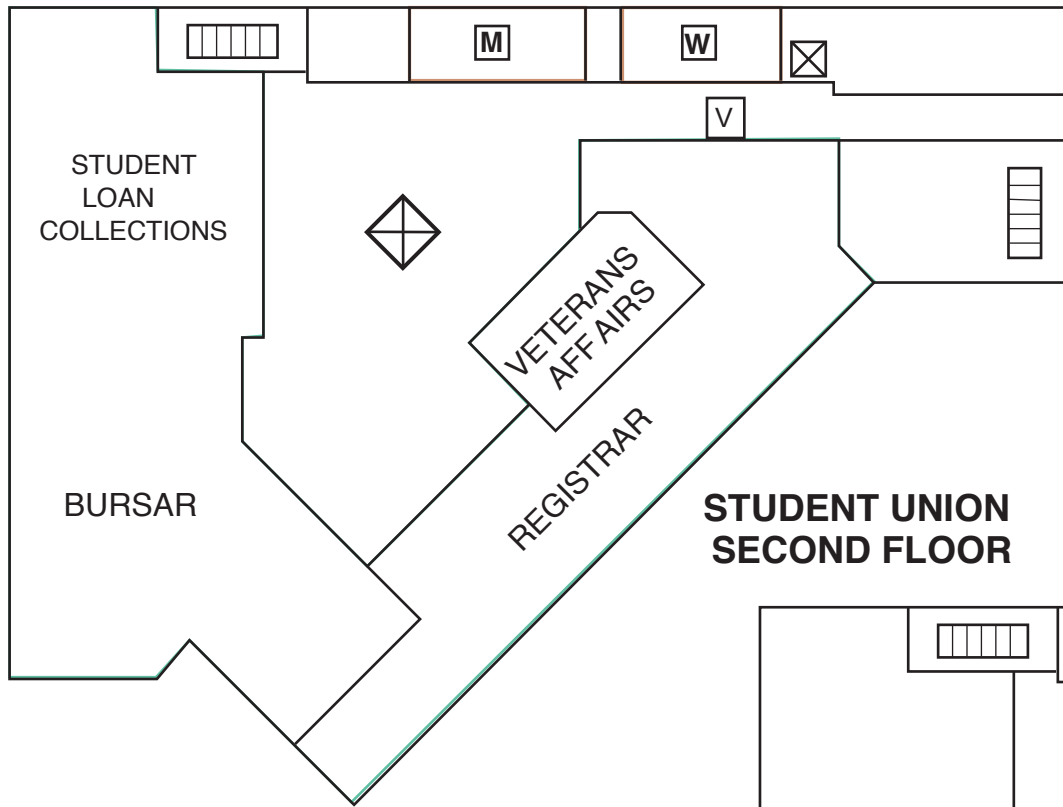 M
W
V
STUDENT
LOAN
COLLECTIONS
VETERANS
AFF AIRS
REGISTRAR
BURSAR
STUDENT UNION
SECOND FLOOR